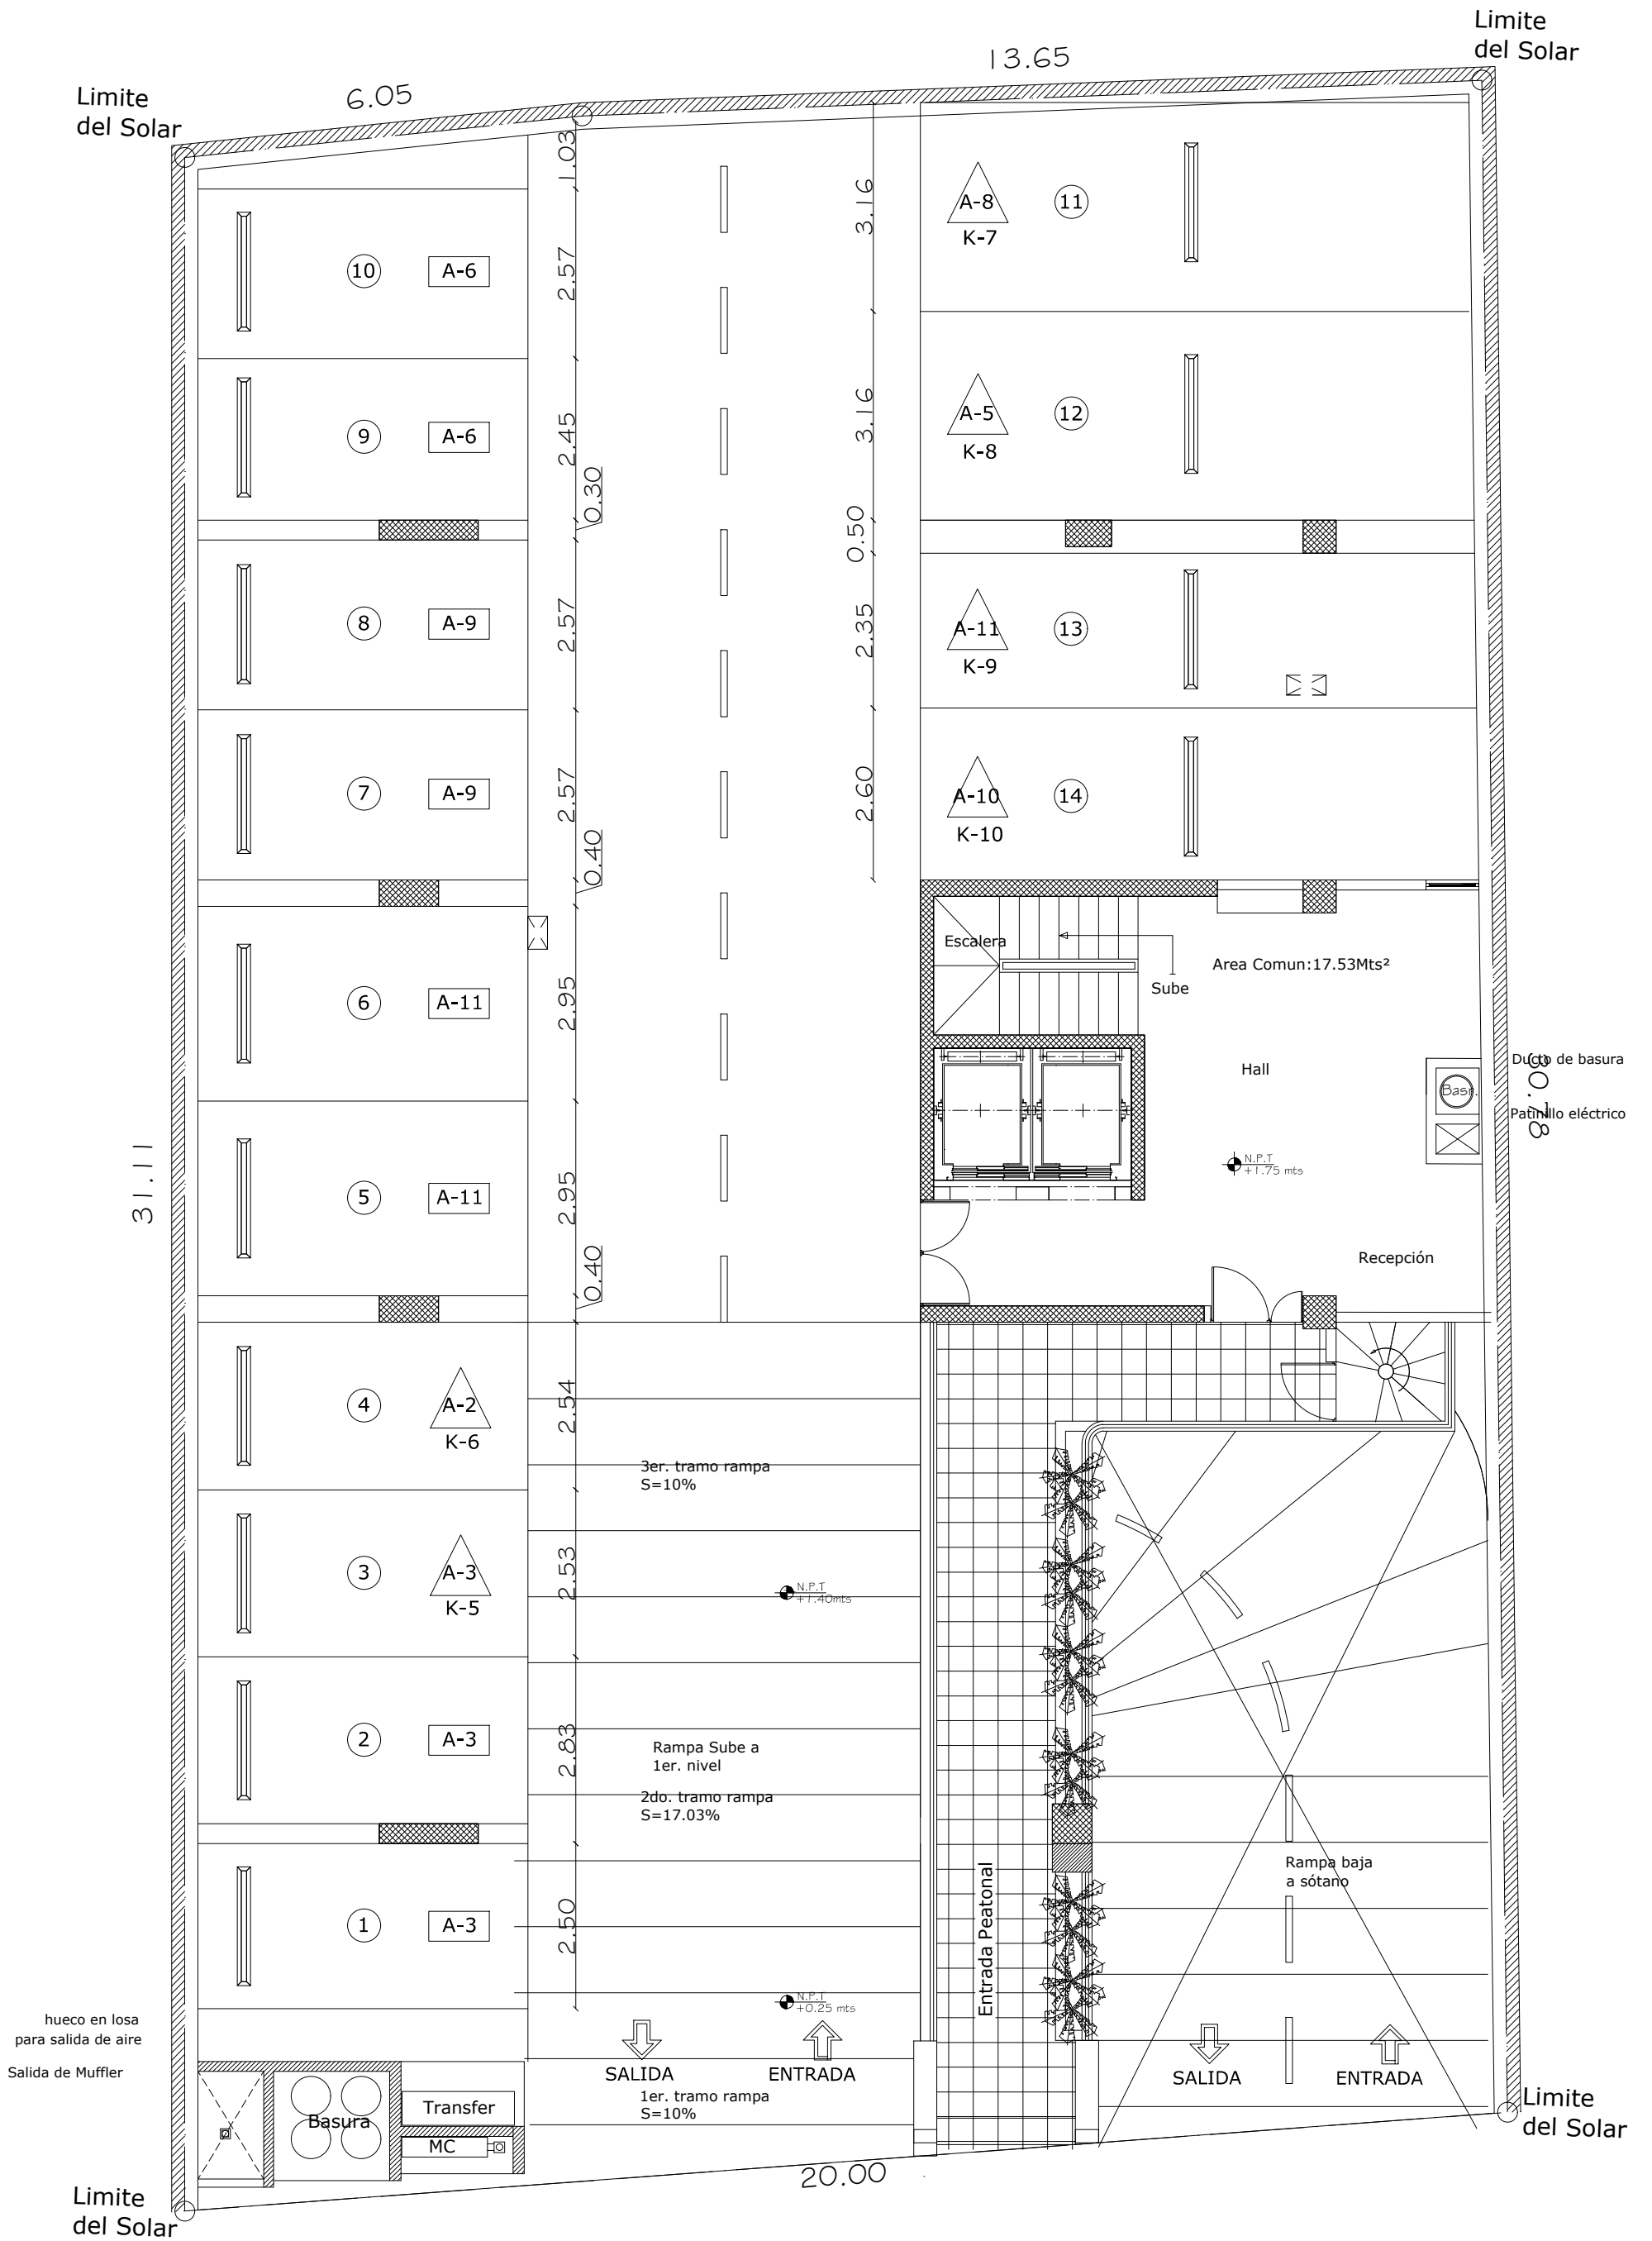 Limite
del Solar
13.65
6.05
Limite
del Solar
1.03
3.16
A-8
11
K-7
10
A-6
2.57
9
A-6
2.45
0.30
3.16
A-5
12
K-8
0.50
8
A-9
2.57
2.35
A-11
13
K-9
7
A-9
2.57
0.40
2.60
A-10
14
K-10
Escalera
Area Comun:17.53Mts²
Sube
6
A-11
2.95
Hall
Ducto de basura
Basr.
Patinillo eléctrico
30.78
N.P.T
+1.75 mts
31.11
5
A-11
2.95
0.40
Recepción
4
A-2
K-6
2.54
3er. tramo rampa
S=10%
3
A-3
K-5
2.53
N.P.T
+1.40mts
2
A-3
2.83
Rampa Sube a
1er. nivel
2do. tramo rampa
S=17.03%
1
A-3
2.50
Entrada Peatonal
Rampa baja
a sótano
N.P.T
+0.25 mts
hueco en losa
para salida de aire
Salida de Muffler
SALIDA
ENTRADA
SALIDA
ENTRADA
1er. tramo rampa
S=10%
Basura
Transfer
MC
20.00
Limite
del Solar
Limite
del Solar